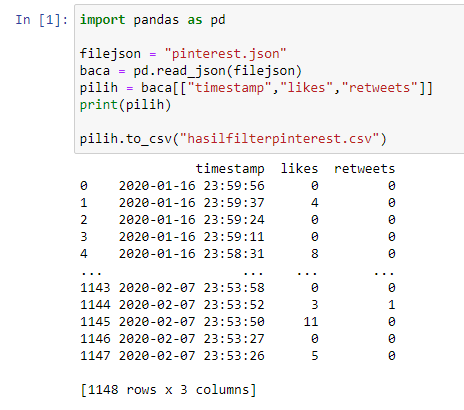 In [1]: import pandas as pd
filejson = "pinterest.json"
baca = pd.read_json(filejson)
pilih = baca[["timestamp","likes","retweets"]]
print(pilih)
pilih.to_csv("hasilfilterpinterest.csv")
timestamp likes retweets
0 2020-01-16 23:59:56 0 0
1 2020-01-16 23:59:37 4 0
2 2020-01-16 23:59:24 0 0
3 2020-01-16 23:59:11 0 0
4 2020-01-16 23:58:31 8 0
... ... ... ...
1143 2020-02-07 23:53:58 0 0
1144 2020-02-07 23:53:52 3 1
1145 2020-02-07 23:53:50 11 0
1146 2020-02-07 23:53:27 0 0
1147 2020-02-07 23:53:26 5 0
[1148 rows x 3 columns]